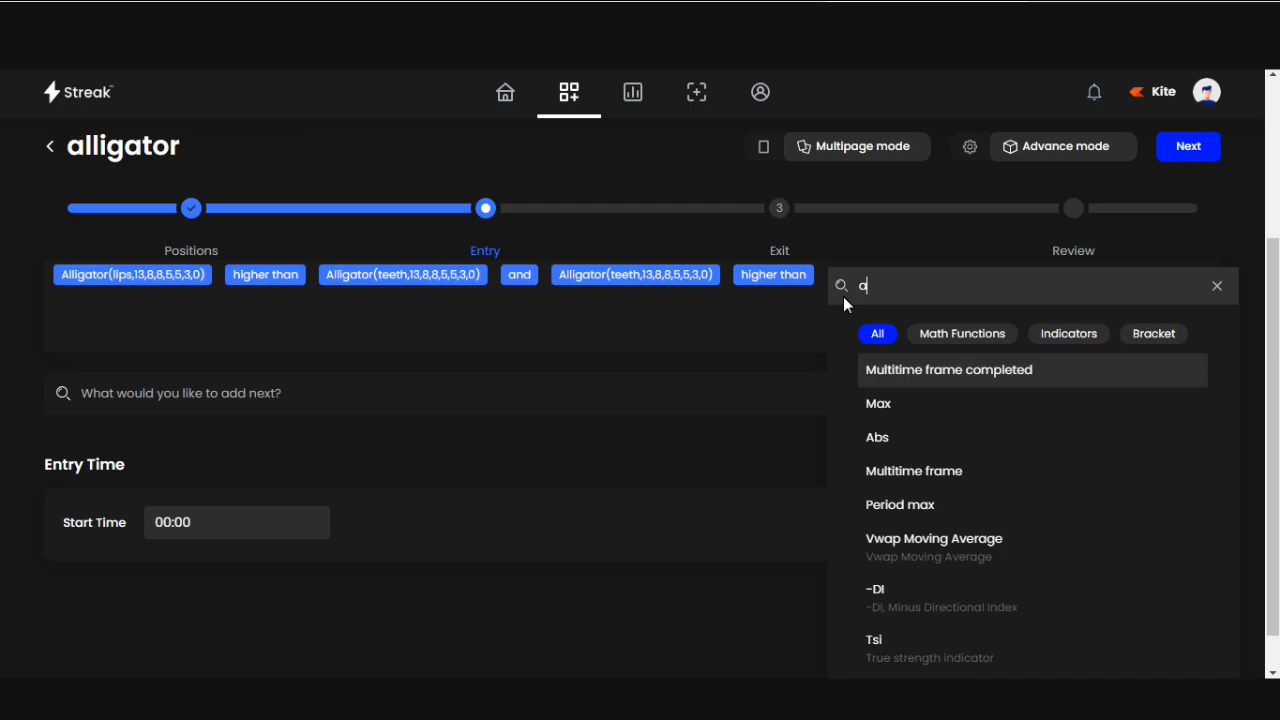 Streak
Kite
alligator
Multipage mode
Advance mode
Next
3
Positions
Entry
Exit
Review
Alligator(lips,13,8,8,5,5,3,0) higher than Alligator(teeth,13,8,8,5,5,3,0) and Alligator(teeth,13,8,8,5,5,3,0) higher than
a
All
Math Functions
Indicators
Bracket
Multitime frame completed
Max
Abs
Multitime frame
Period max
Vwap Moving Average
Vwap Moving Average
-DI
-DI, Minus Directional Index
Tsi
True strength indicator
What would you like to add next?
Entry Time
Start Time
00:00